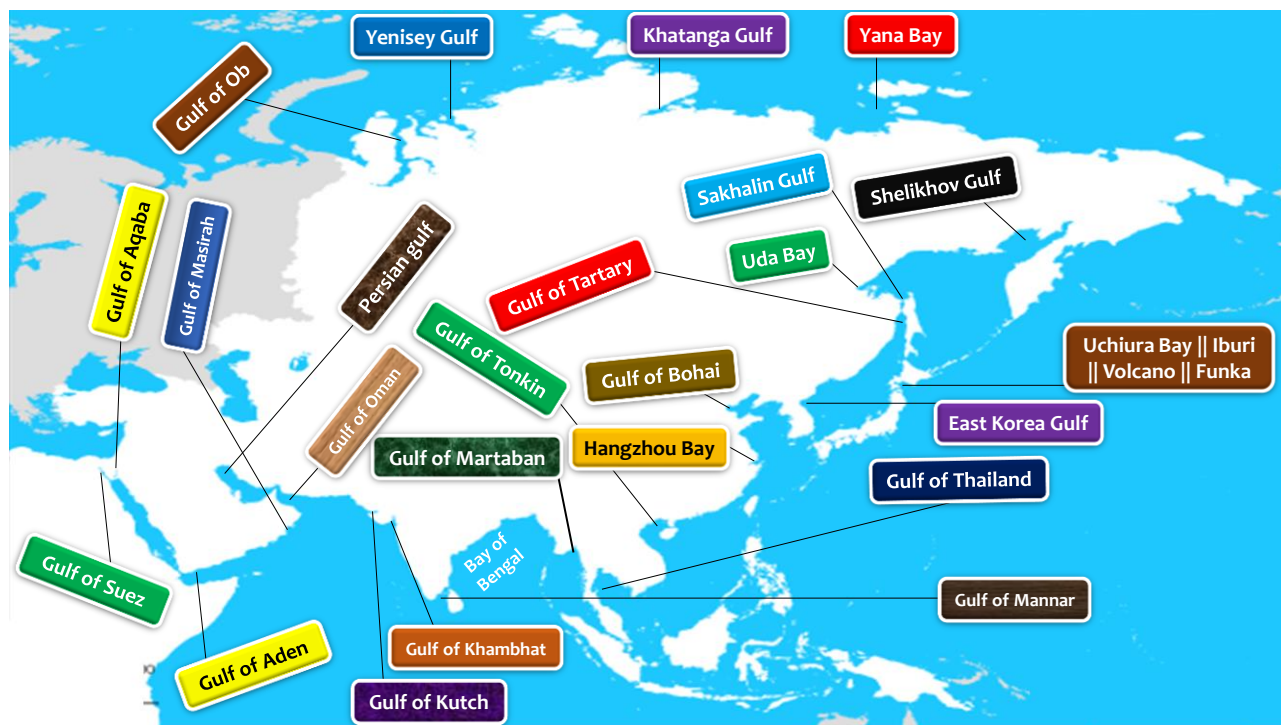 Yenisey Gulf
Khatanga Gulf
Yana Bay
Gulf of Ob
Sakhalin Gulf
Shelikhov Gulf
Gulf of Aqaba
Gulf of Masirah
Persian gulf
Uda Bay
Gulf of Tartary
Gulf of Tonkin
Uchiura Bay || Iburi
|| Volcano || Funka
Gulf of Bohai
Gulf of Oman
East Korea Gulf
Gulf of Martaban
Hangzhou Bay
Gulf of Thailand
Bay of
Bengal
Gulf of Suez
Gulf of Mannar
Gulf of Khambhat
Gulf of Aden
Gulf of Kutch